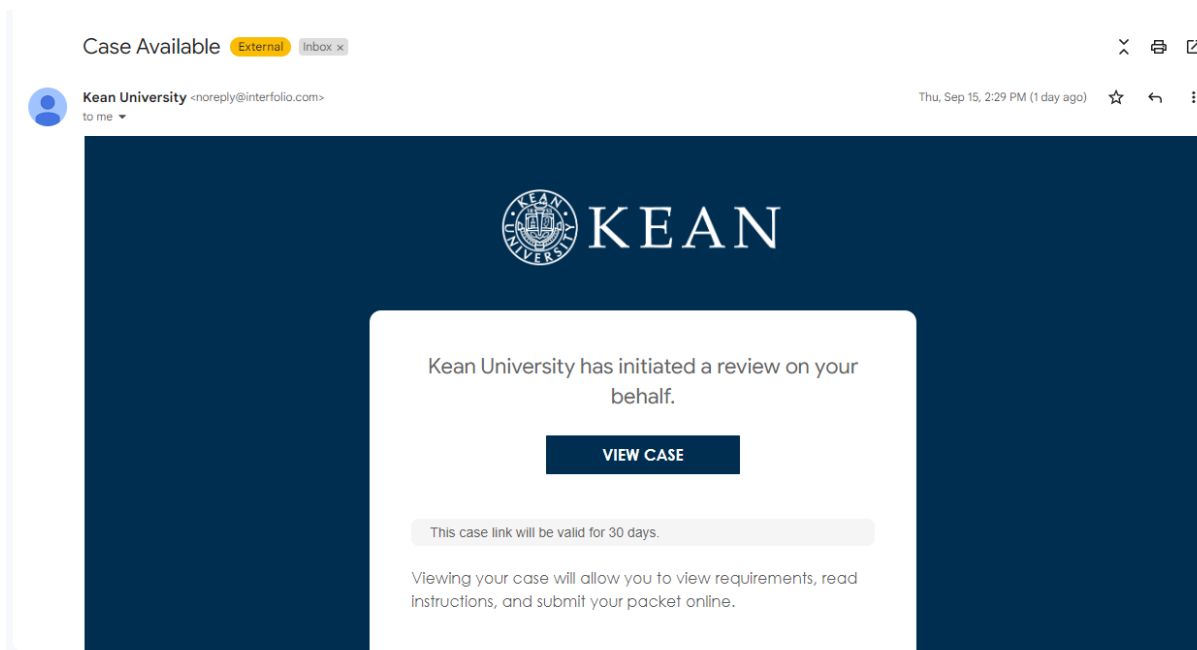 Case Available External Inbox x
Kean University <noreply@interfolio.com> Thu, Sep 15, 2:29 PM (1 day ago)
to me
KEAN UNIVERSITY KEAN
Kean University has initiated a review on your
behalf.
VIEW CASE
This case link will be valid for 30 days.
Viewing your case will allow you to view requirements, read
instructions, and submit your packet online.